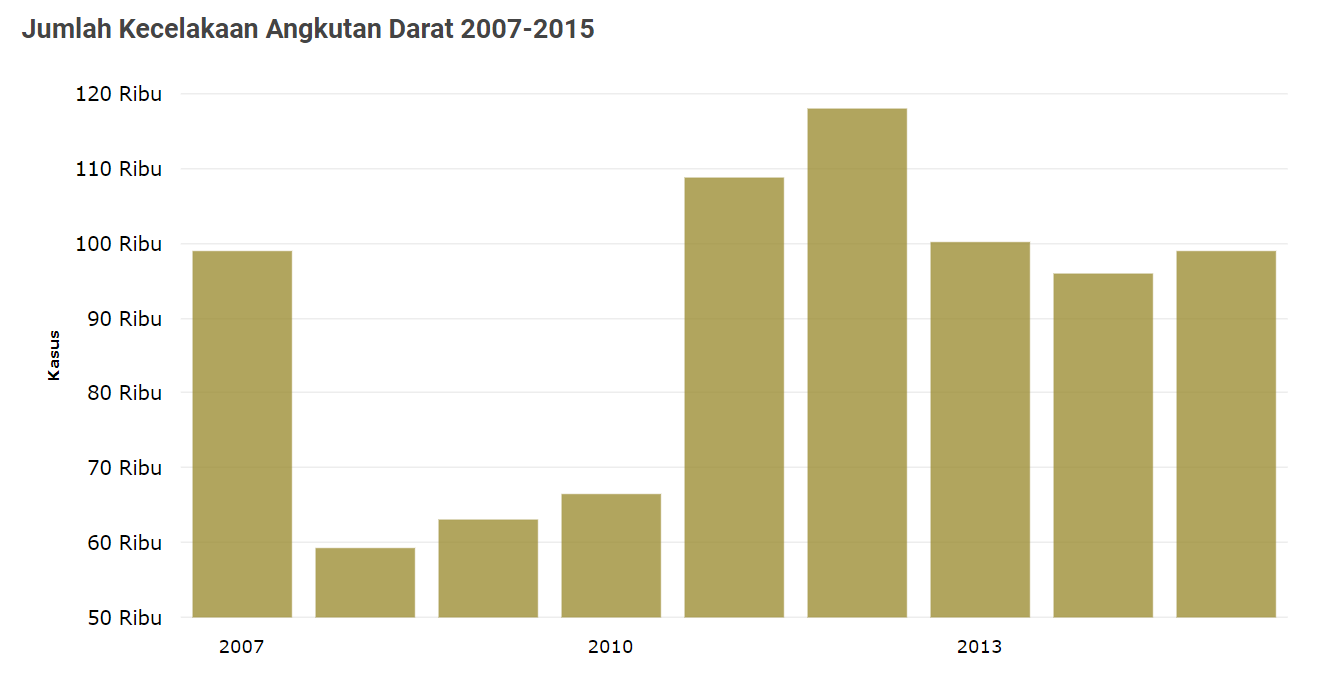 Jumlah Kecelakaan Angkutan Darat 2007-2015
120 Ribu
110 Ribu
100 Ribu
90 Ribu
80 Ribu
70 Ribu
60 Ribu
50 Ribu
Kasus
2007
2010
2013